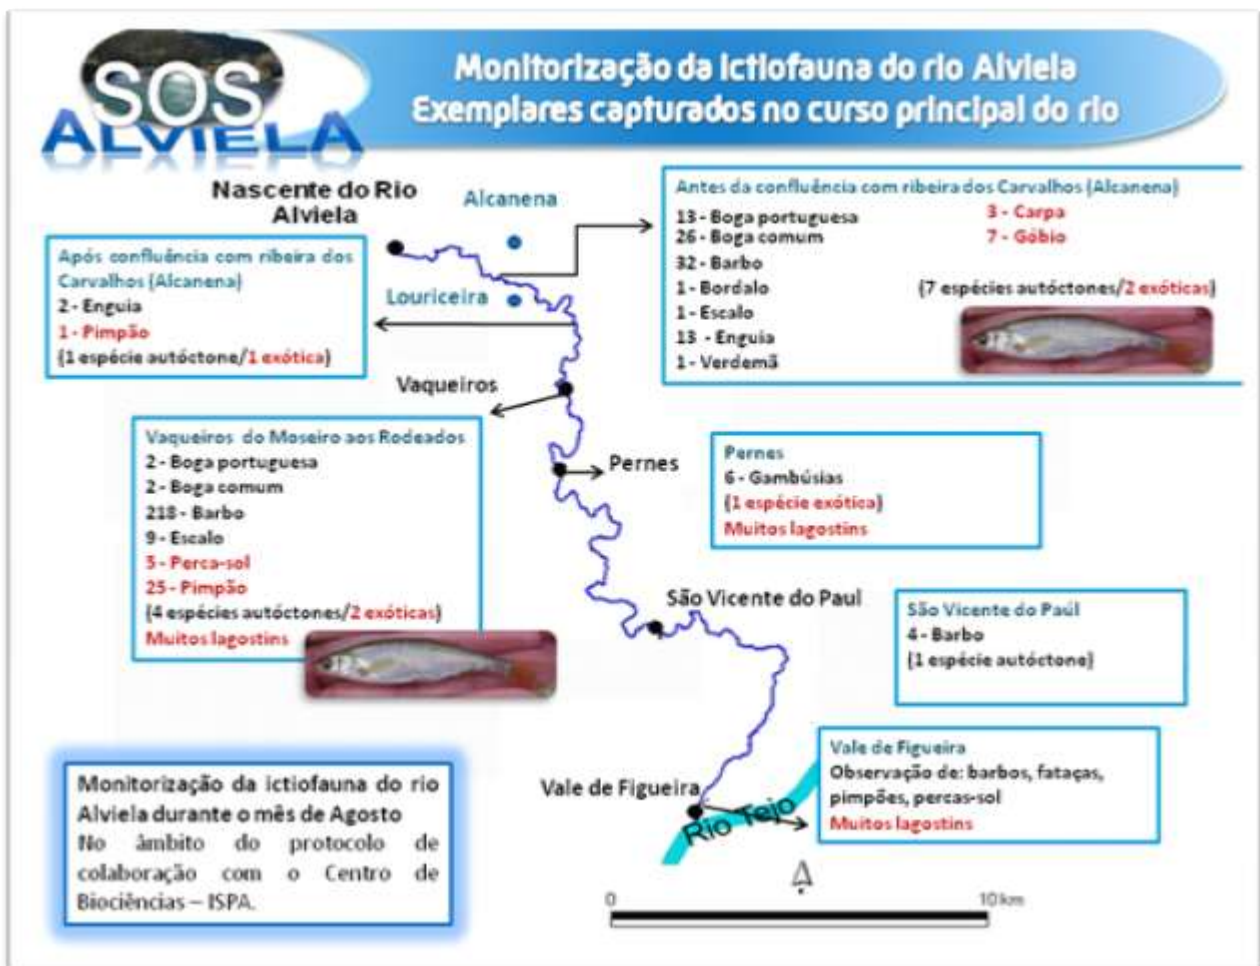 SOS
ALVIELA
Monitorização da ictiofauna do rio Alviela
Exemplares capturados no curso principal do rio
Nascente do Rio
Alviela
Alcanena
Louriceira
Antes da confluência com ribeira dos Carvalhos (Alcanena)
13 - Boga portuguesa
26 - Boga comum
32 - Barbo
1 - Bordalo
1 - Escalo
13 - Enguia
1 - Verdemã
3 - Carpa
7 - Góbio
(7 espécies autóctones/2 exóticas)
Após confluência com ribeira dos
Carvalhos (Alcanena)
2 - Enguia
1 - Pimpão
(1 espécie autóctone/1 exótica)
Vaqueiros
Vaqueiros do Moseiro aos Rodeados
2 - Boga portuguesa
2 - Boga comum
218 - Barbo
9 - Escalo
5 - Perca-sol
25 - Pimpão
(4 espécies autóctones/2 exóticas)
Muitos lagostins
Pernes
Pernes
6 - Gambúsias
(1 espécie exótica)
Muitos lagostins
São Vicente do Paul
São Vicente do Paúl
4 - Barbo
(1 espécie autóctone)
Vale de Figueira
Rio Tejo
Vale de Figueira
Observação de: barbos, fataças,
pimpões, percas-sol
Muitos lagostins
Monitorização da ictiofauna do rio
Alviela durante o mês de Agosto
No âmbito do protocolo de
colaboração com o Centro de
Biociências – ISPA.
0
10 km